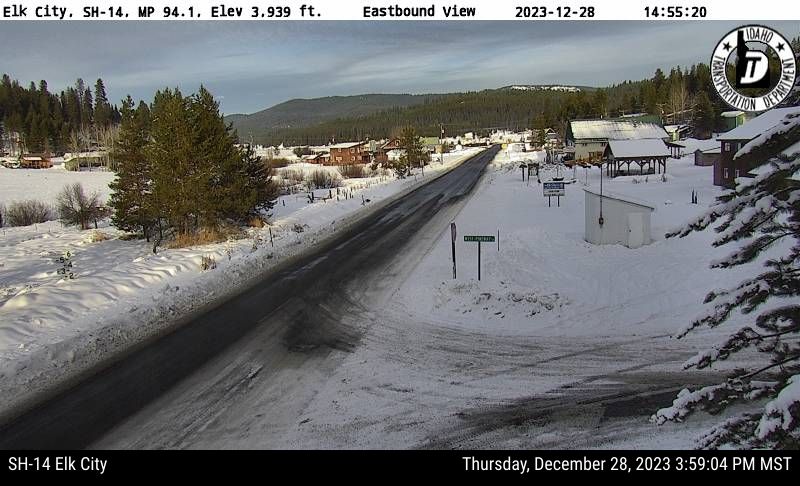 Elk City, SH-14, MP 94.1, Elev 3,939 ft. Eastbound View 2023-12-28 14:55:20
IDAHO
TRANSPORTATION DEPARTMENT
SH-14 Elk City Thursday, December 28, 2023 3:59:04 PM MST